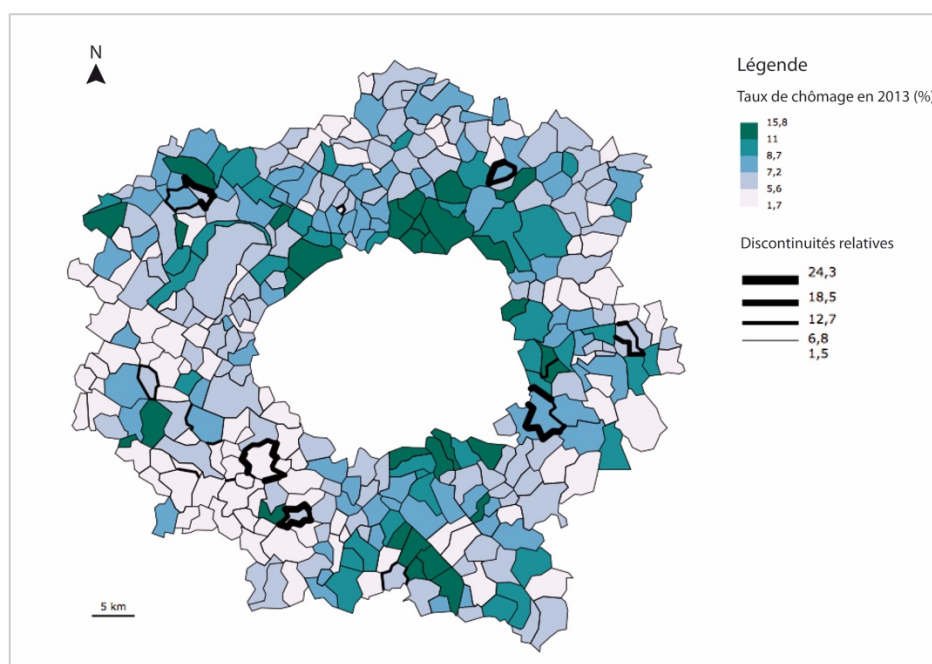 N
Légende
Taux de chômage en 2013 (%)
15,8
11
8,7
7,2
5,6
1,7
Discontinuités relatives
24,3
18,5
12,7
6,8
1,5
5 km